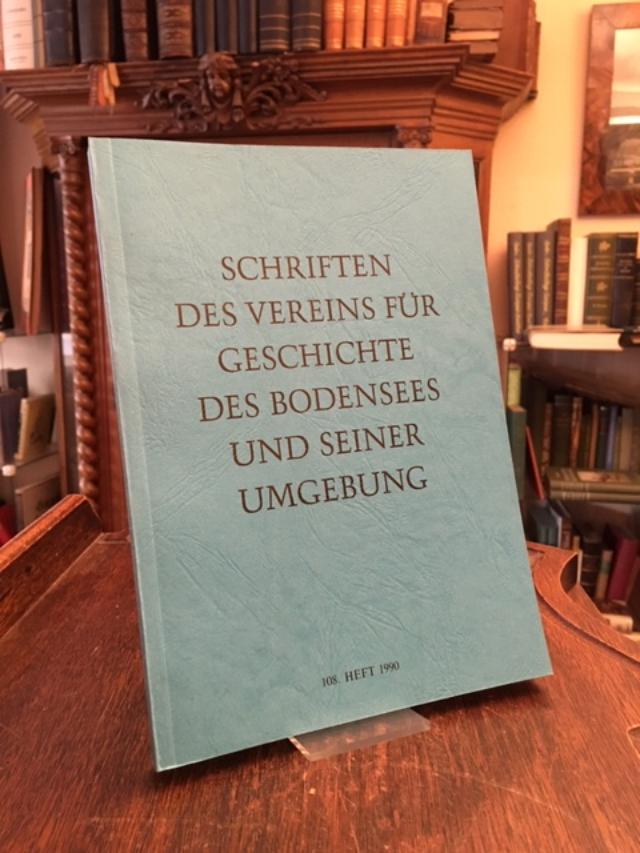 SCHRIFTEN
DES VEREINS FÜR
GESCHICHTE
DES BODENSEES
UND SEINER
UMGEBUNG
108. HEFT 1990